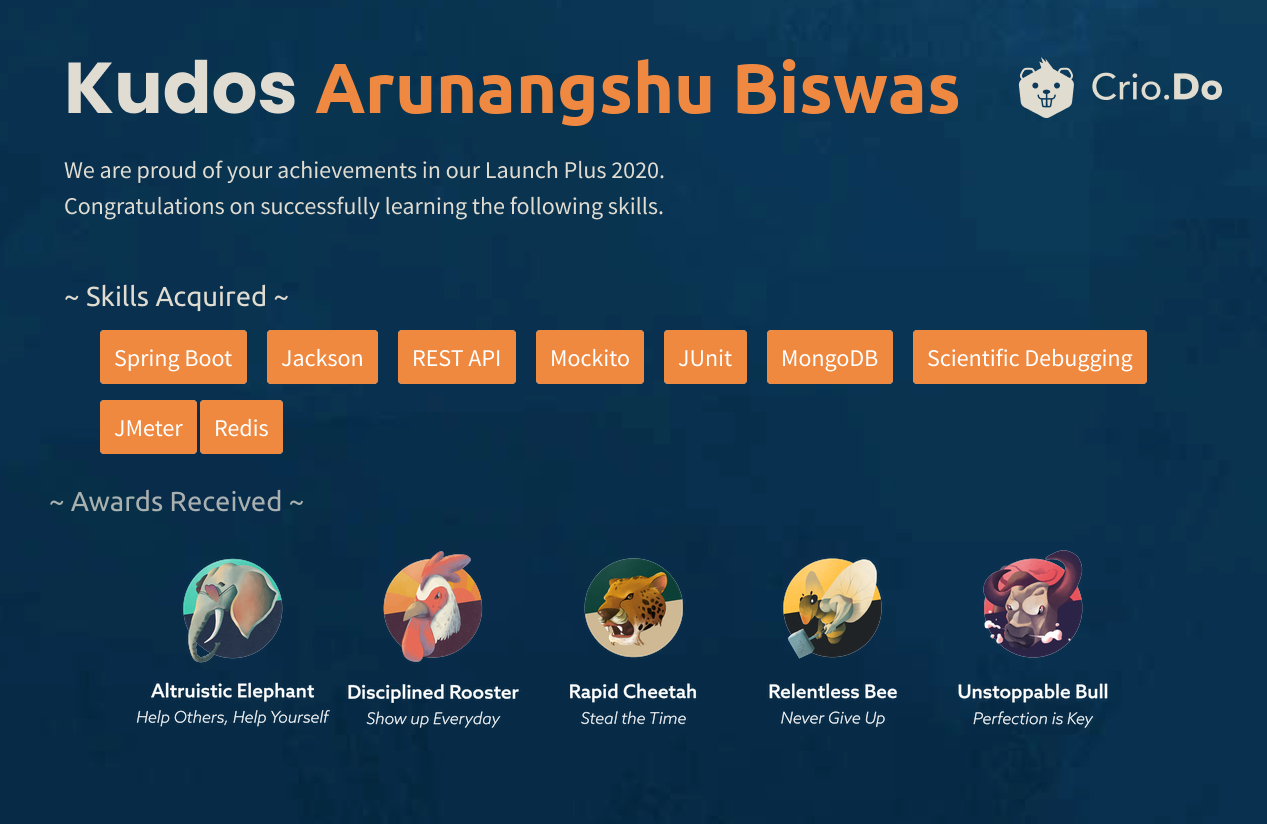 Kudos Arunangshu Biswas
Crio.Do
We are proud of your achievements in our Launch Plus 2020.
Congratulations on successfully learning the following skills.
~ Skills Acquired ~
Spring Boot Jackson REST API Mockito JUnit MongoDB Scientific Debugging
JMeter Redis
~ Awards Received ~
Altruistic Elephant Disciplined Rooster Rapid Cheetah Relentless Bee Unstoppable Bull
Help Others, Help Yourself Show up Everyday Steal the Time Never Give Up Perfection is Key